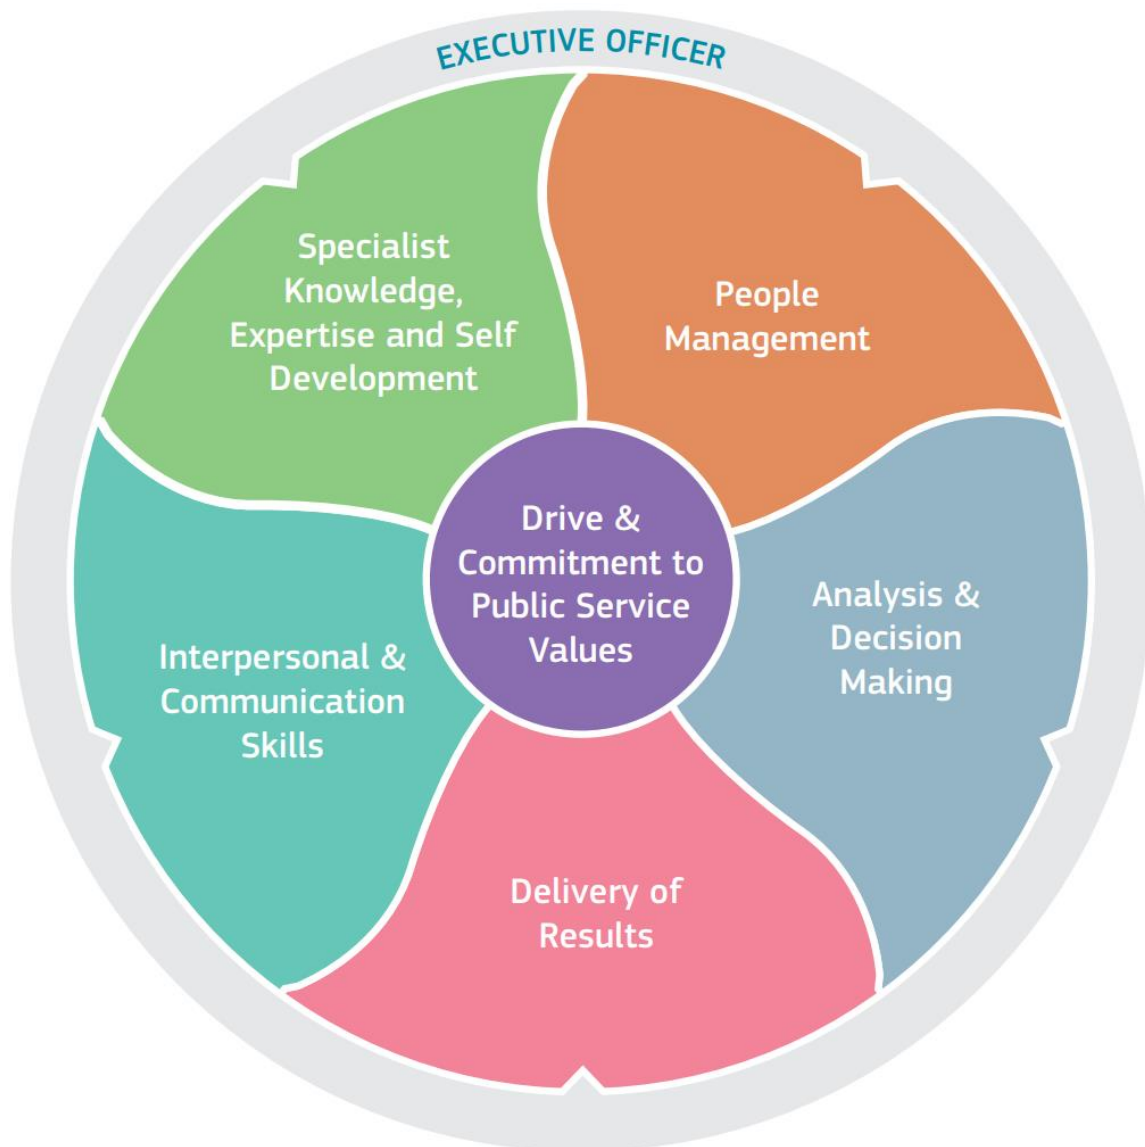 EXECUTIVE OFFICER
Specialist
Knowledge,
Expertise and Self
Development
People
Management
Drive &
Commitment to
Public Service
Values
Analysis &
Decision
Making
Interpersonal &
Communication
Skills
Delivery of
Results